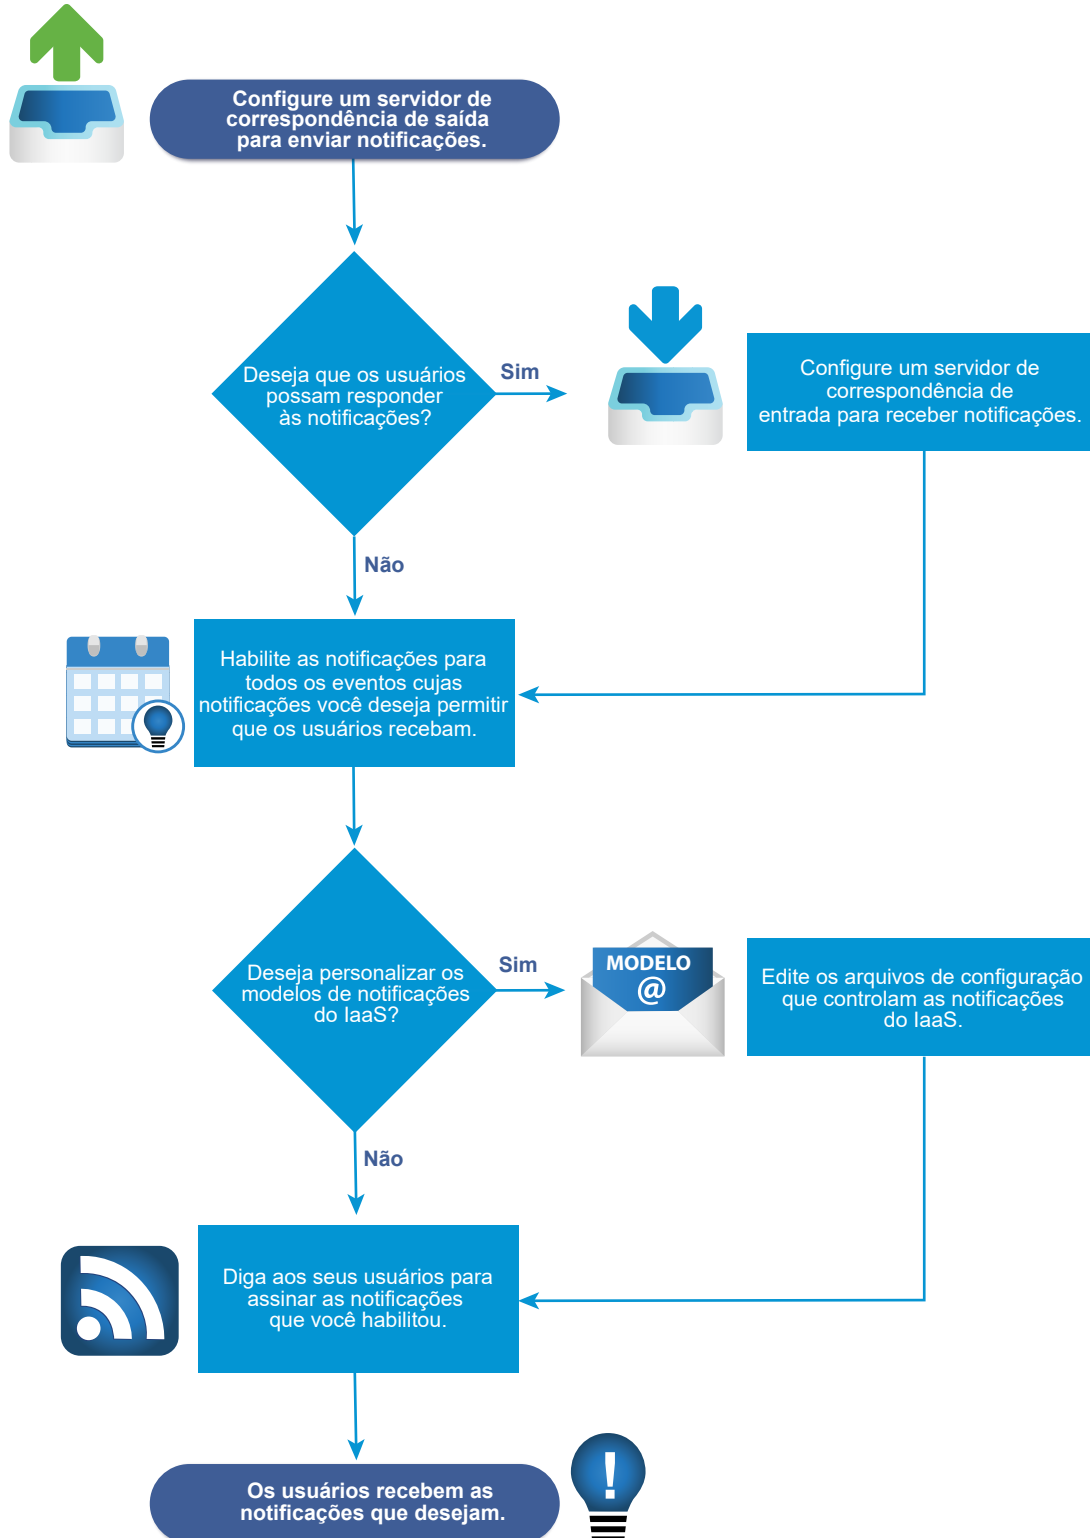 Configure um servidor de
correspondência de saída
para enviar notificações.
Deseja que os usuários
possam responder
às notificações?
Sim
Configure um servidor de
correspondência de
entrada para receber notificações.
Não
Habilite as notificações para
todos os eventos cujas
notificações você deseja permitir
que os usuários recebam.
Deseja personalizar os
modelos de notificações
do IaaS?
Sim
MODELO
@
Edite os arquivos de configuração
que controlam as notificações
do IaaS.
Não
Diga aos seus usuários para
assinar as notificações
que você habilitou.
Os usuários recebem as
notificações que desejam.
!